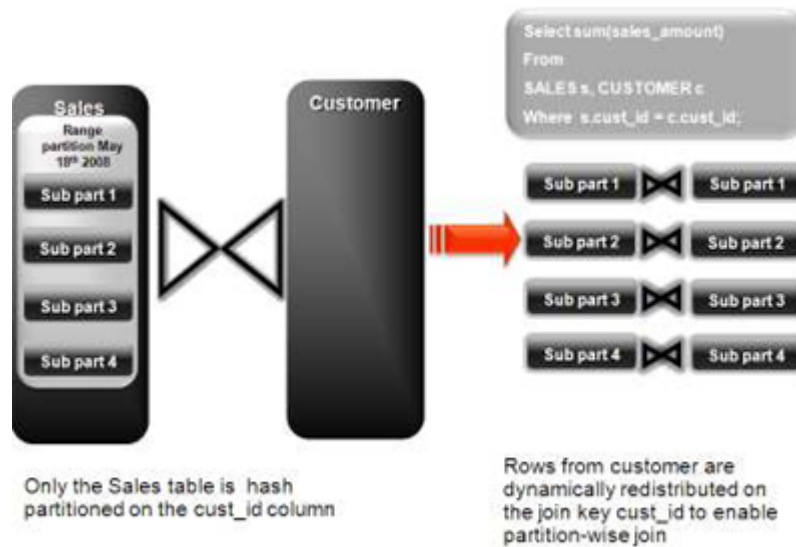 Sales
Range
partition May
18th 2008
Sub part 1
Sub part 2
Sub part 3
Sub part 4
Customer
Only the Sales table is hash
partitioned on the cust_id column
Select sum(sales_amount)
From
SALES s, CUSTOMER c
Where s.cust_id = c.cust_id;
Sub part 1 Sub part 1
Sub part 2 Sub part 2
Sub part 3 Sub part 3
Sub part 4 Sub part 4
Rows from customer are
dynamically redistributed on
the join key cust_id to enable
partition-wise join